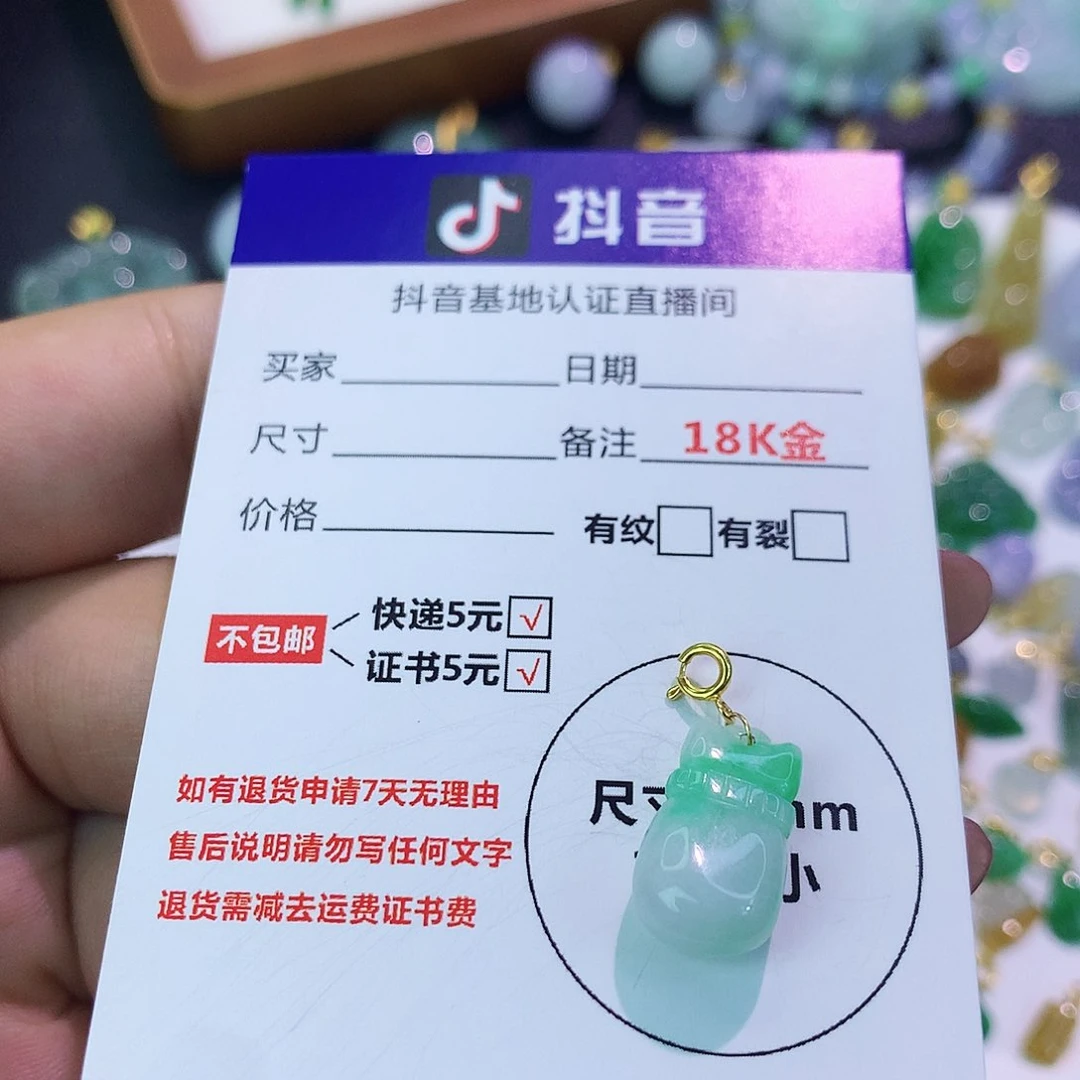 抖音
抖音基地认证直播间
买家 日期
尺寸 备注 18K金
价格 有纹 有裂
不包邮
快递5元 √
证书5元 √
如有退货申请7天无理由
售后说明请勿写任何文字
退货需减去运费证书费
尺 mm
小